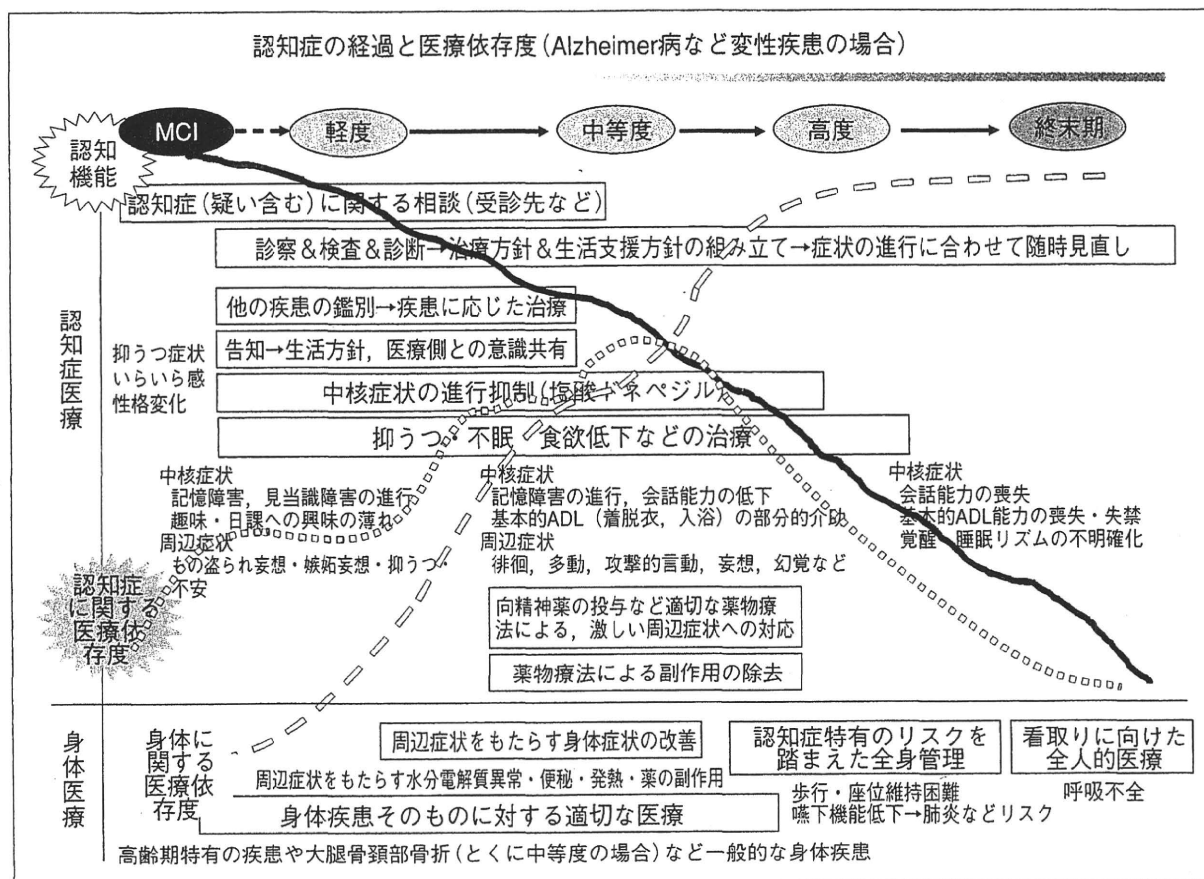 認知症の経過と医療依存度(Alzheimer病など変性疾患の場合)
MCI
軽度
中等度
高度
終末期
認知
機能
認知症(疑い含む)に関する相談(受診先など)
診察&検査&診断→治療方針&生活支援方針の組み立て→症状の進行に合わせて随時見直し
認知症医療
他の疾患の鑑別→疾患に応じた治療
告知→生活方針,医療側との意識共有
抑うつ症状
いらいら感
性格変化
中核症状の進行抑制(塩酸ドネペジル)
抑うつ・不眠・食欲低下などの治療
中核症状
記憶障害,見当識障害の進行
趣味・日課への興味の薄れ
周辺症状
もの盗られ妄想・嫉妬妄想・抑うつ・
不安
中核症状
記憶障害の進行,会話能力の低下
基本的ADL(着脱衣,入浴)の部分的介助
周辺症状
徘徊,多動,攻撃的言動,妄想,幻覚など
中核症状
会話能力の喪失
基本的ADL能力の喪失・失禁
覚醒・睡眠リズムの不明確化
認知症
に関する
医療依
存度
向精神薬の投与など適切な薬物療
法による,激しい周辺症状への対応
薬物療法による副作用の除去
身体医療
身体に
関する
医療依
存度
周辺症状をもたらす身体症状の改善
周辺症状をもたらす水分電解質異常・便秘・発熱・薬の副作用
身体疾患そのものに対する適切な医療
認知症特有のリスクを
踏まえた全身管理
歩行・座位維持困難
嚥下機能低下→肺炎などリスク
看取りに向けた
全人的医療
呼吸不全
高齢期特有の疾患や大腿骨頚部骨折(とくに中等度の場合)など一般的な身体疾患